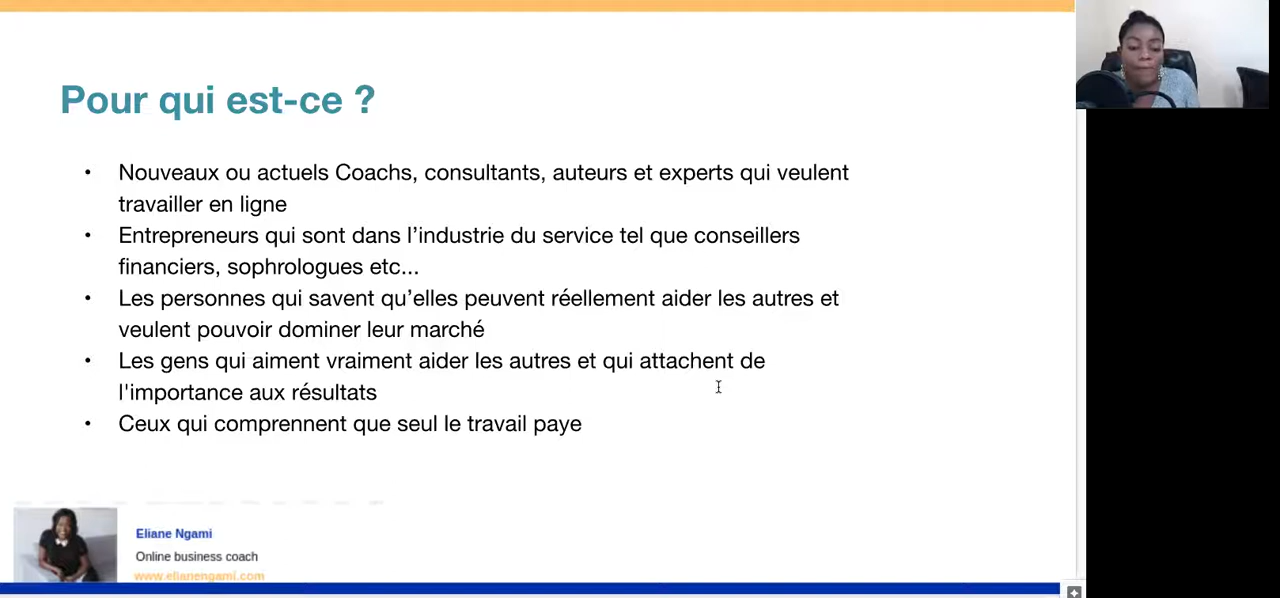 Pour qui est-ce ?
• Nouveaux ou actuels Coachs, consultants, auteurs et experts qui veulent
travailler en ligne
• Entrepreneurs qui sont dans l’industrie du service tel que conseillers
financiers, sophrologues etc...
• Les personnes qui savent qu’elles peuvent réellement aider les autres et
veulent pouvoir dominer leur marché
• Les gens qui aiment vraiment aider les autres et qui attachent de
l'importance aux résultats
• Ceux qui comprennent que seul le travail paye
Eliane Ngami
Online business coach
www.elianengami.com